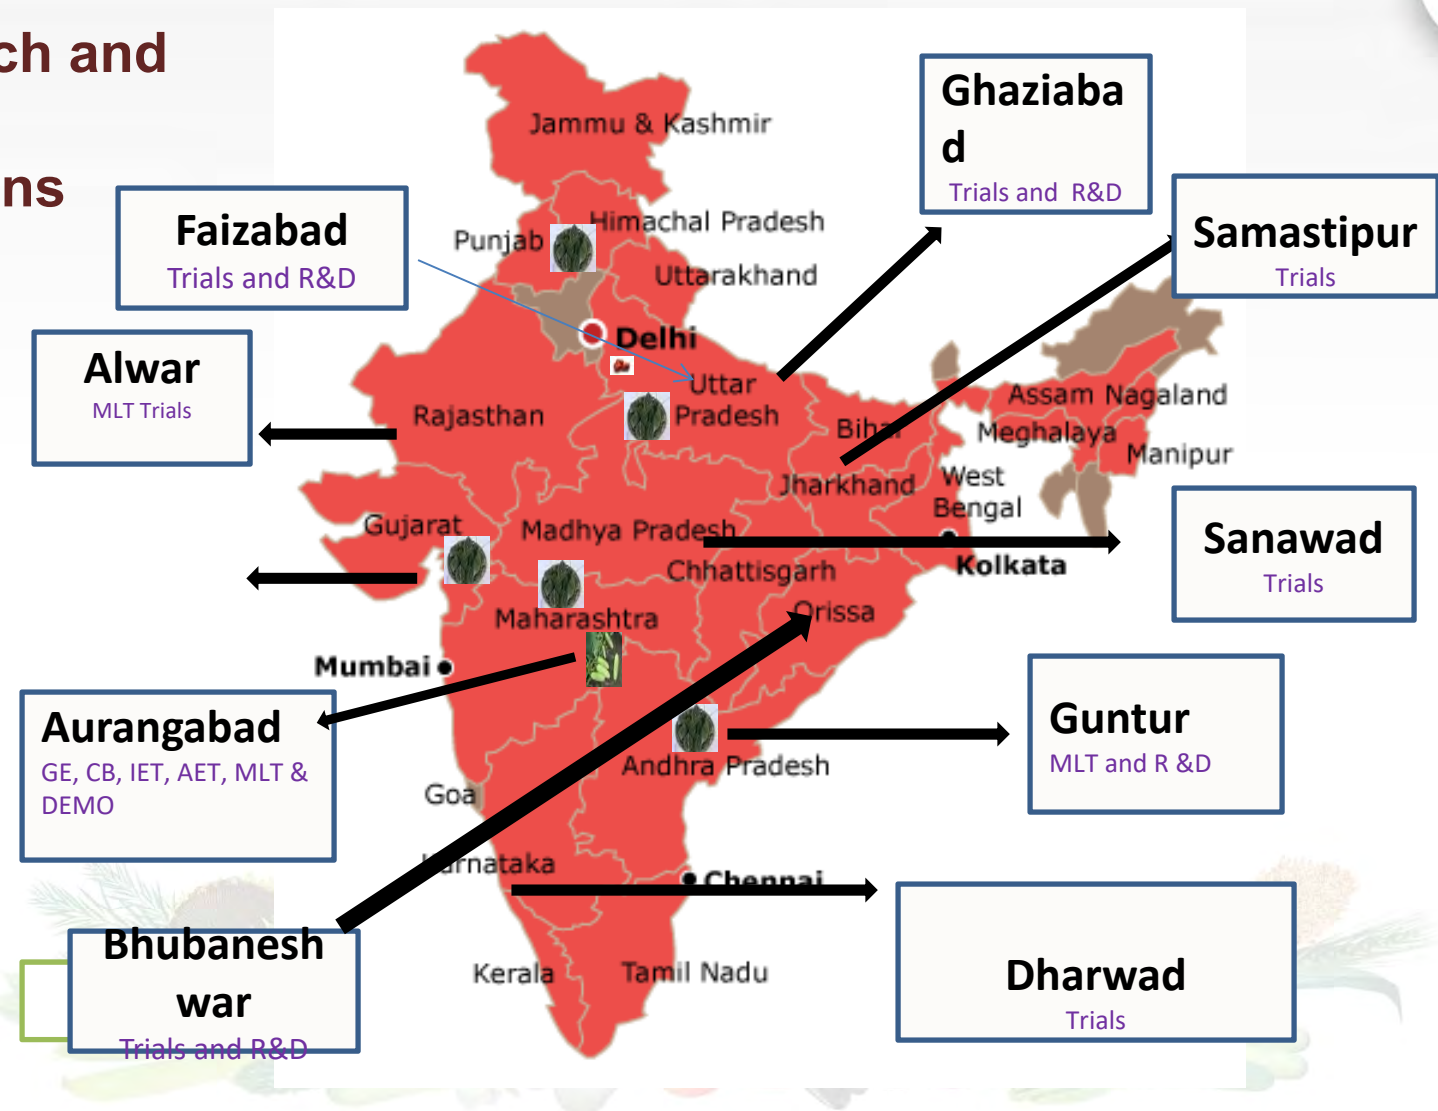 ch and
ns
Ghaziaba
d
Trials and R&D
Samastipur
Trials
Faizabad
Trials and R&D
Alwar
MLT Trials
Sanawad
Trials
Aurangabad
GE, CB, IET, AET, MLT &
DEMO
Guntur
MLT and R &D
Bhubanesh
war
Trials and R&D
Dharwad
Trials
Jammu & Kashmir
Himachal Pradesh
Punjab
Uttarakhand
Delhi
Uttar
Pradesh
Rajasthan
Bihar
Assam Nagaland
Meghalaya
Manipur
Jharkhand
West
Bengal
Gujarat
Madhya Pradesh
Chhattisgarh
Kolkata
Orissa
Maharashtra
Mumbai
Andhra Pradesh
Goa
Karnataka
Chennai
Kerala
Tamil Nadu